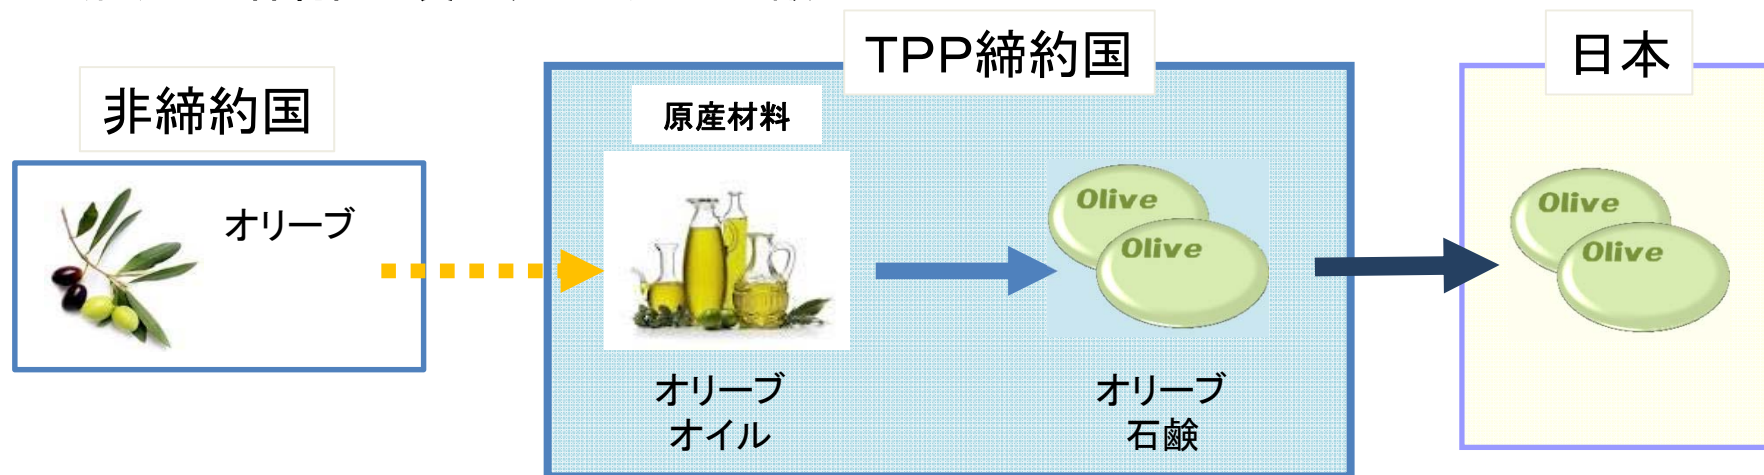 非締約国
オリーブ
TPP締約国
原産材料
オリーブ
オイル
Olive
Olive
オリーブ
石鹸
日本
Olive
Olive